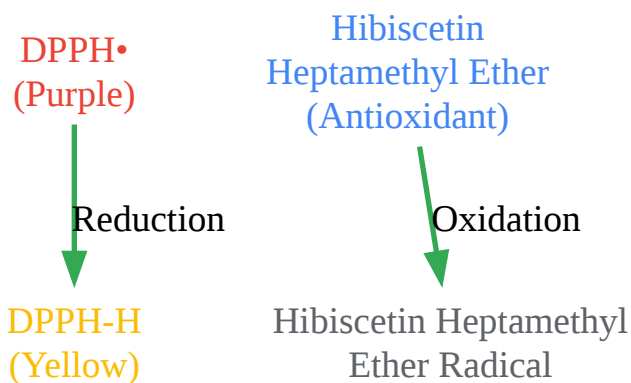 DPPH•
(Purple)
Hibiscetin
Heptamethyl Ether
(Antioxidant)
Reduction
Oxidation
DPPH-H
(Yellow)
Hibiscetin Heptamethyl
Ether Radical